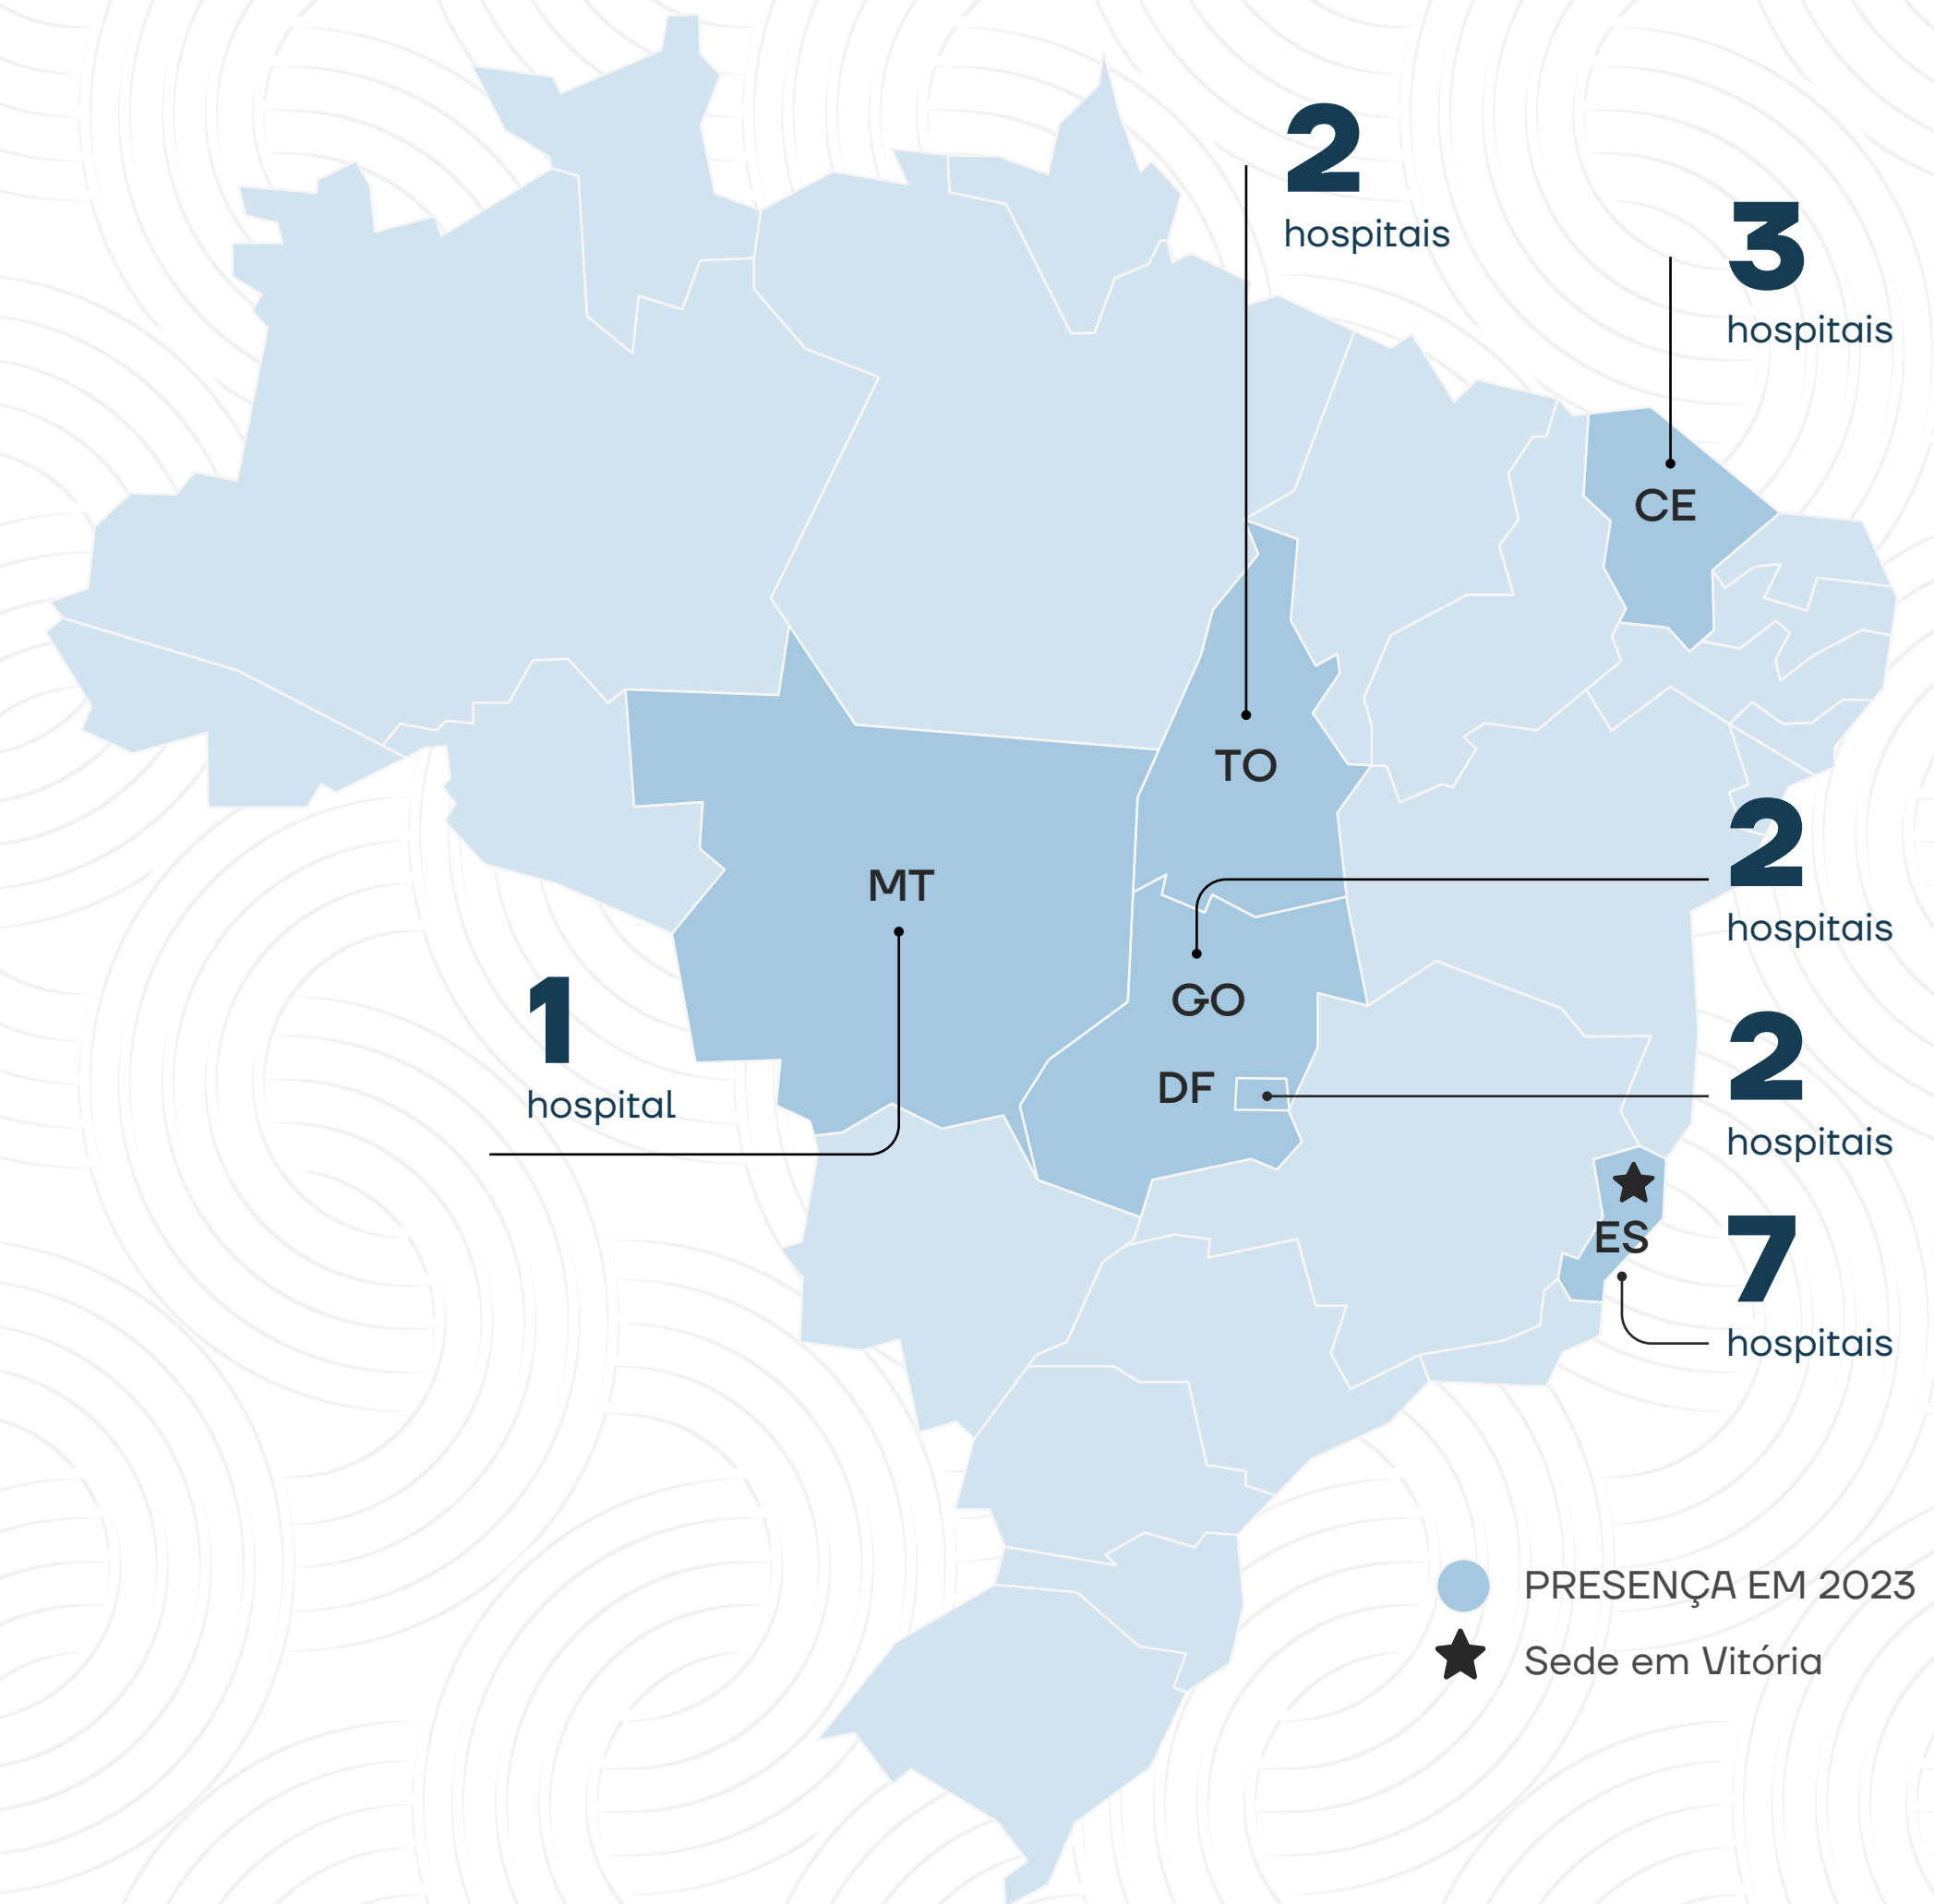 2
hospitais
3
hospitais
CE
TO
2
hospitais
MT
1
hospital
GO
DF
2
hospitais
ES
7
hospitais
PRESENÇA EM 2023
Sede em Vitória